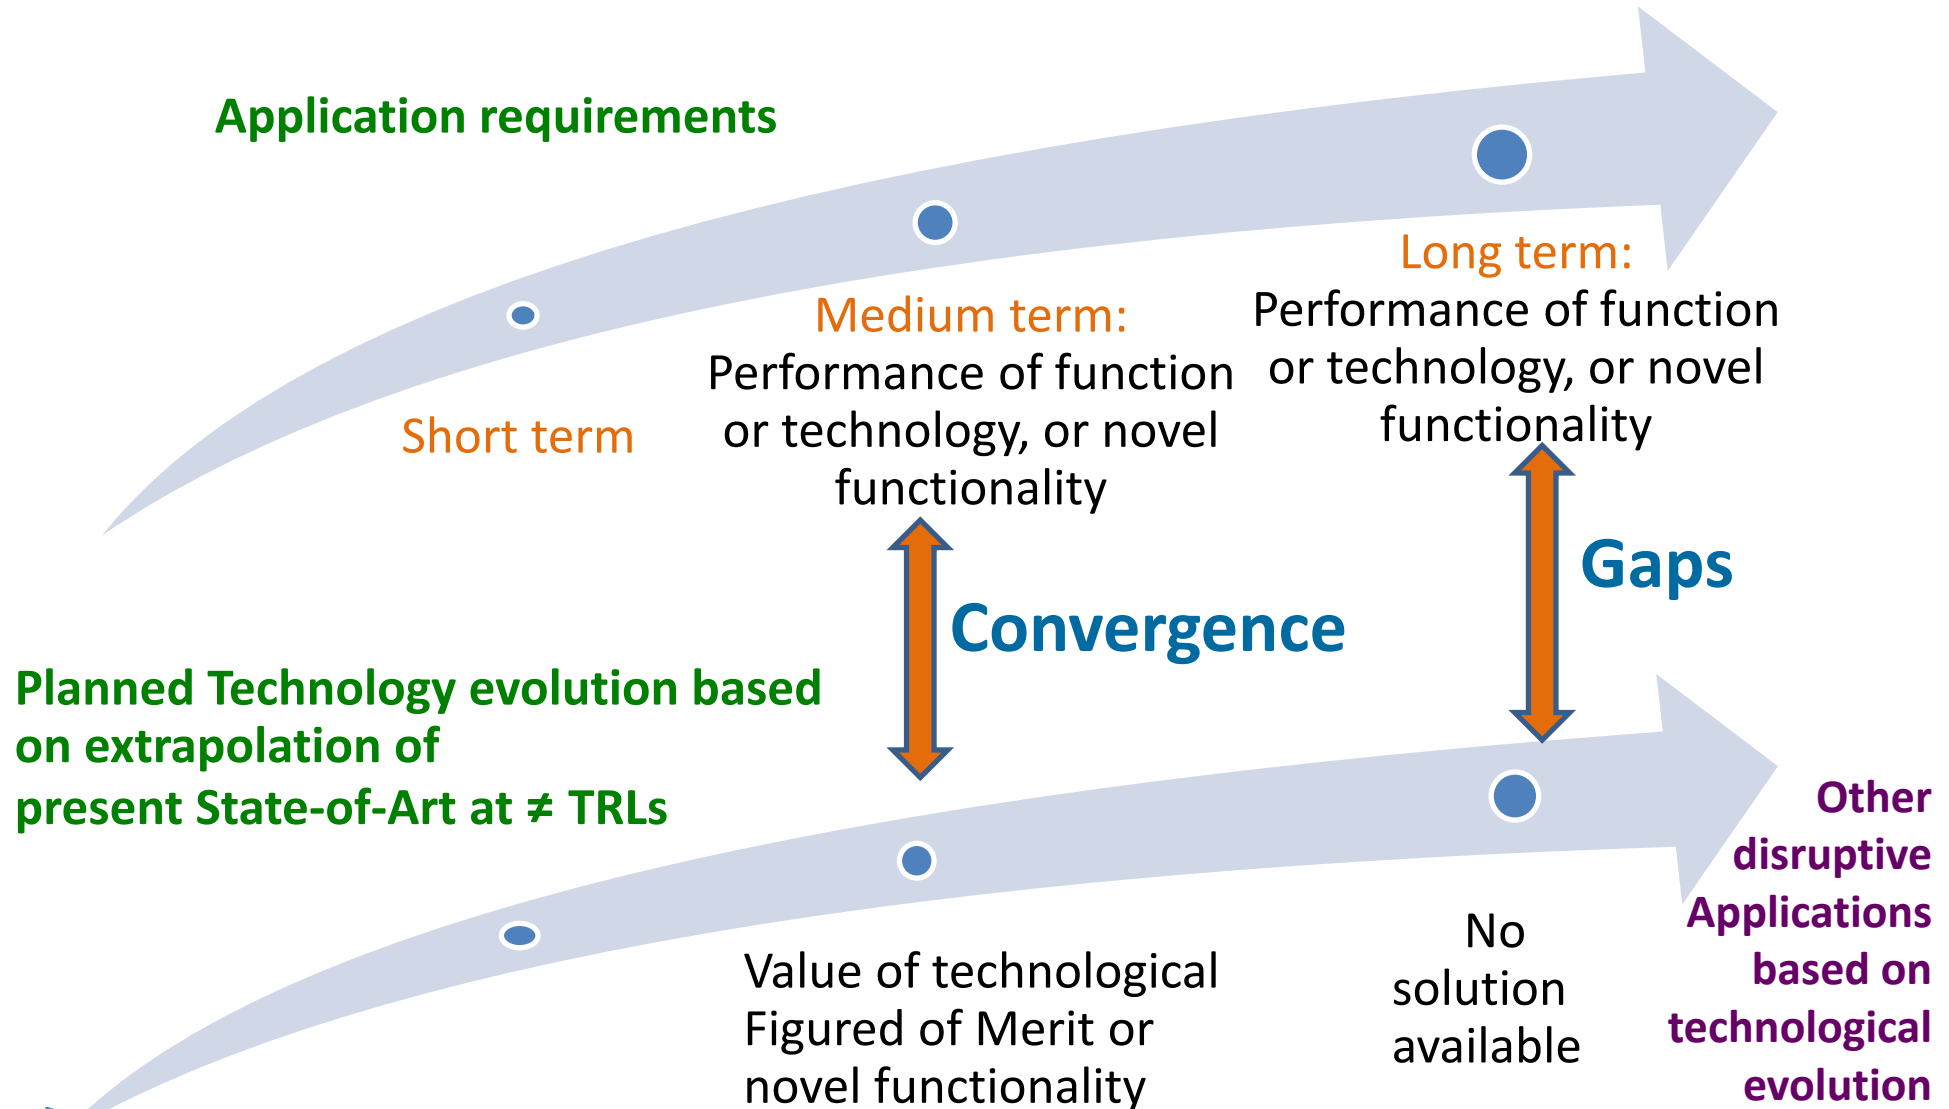 Application requirements
Short term
Medium term:
Performance of function
or technology, or novel
functionality
Long term:
Performance of function
or technology, or novel
functionality
Convergence
Gaps
Planned Technology evolution based
on extrapolation of
present State-of-Art at ≠ TRLs
Value of technological
Figured of Merit or
novel functionality
No
solution
available
Other
disruptive
Applications
based on
technological
evolution